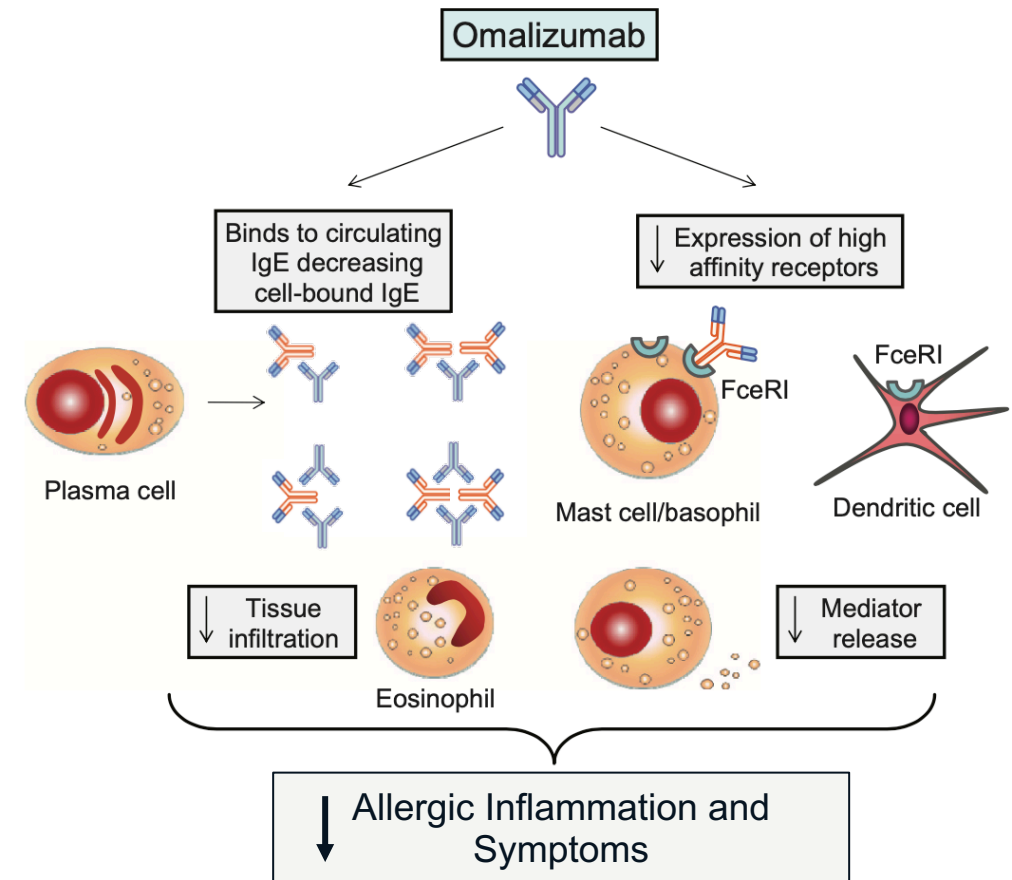 Omalizumab
Binds to circulating
IgE decreasing
cell-bound IgE
Expression of high
affinity receptors
FceRI
FceRI
Plasma cell
Mast cell/basophil
Dendritic cell
Tissue
infiltration
Mediator
release
Eosinophil
Allergic Inflammation and
Symptoms